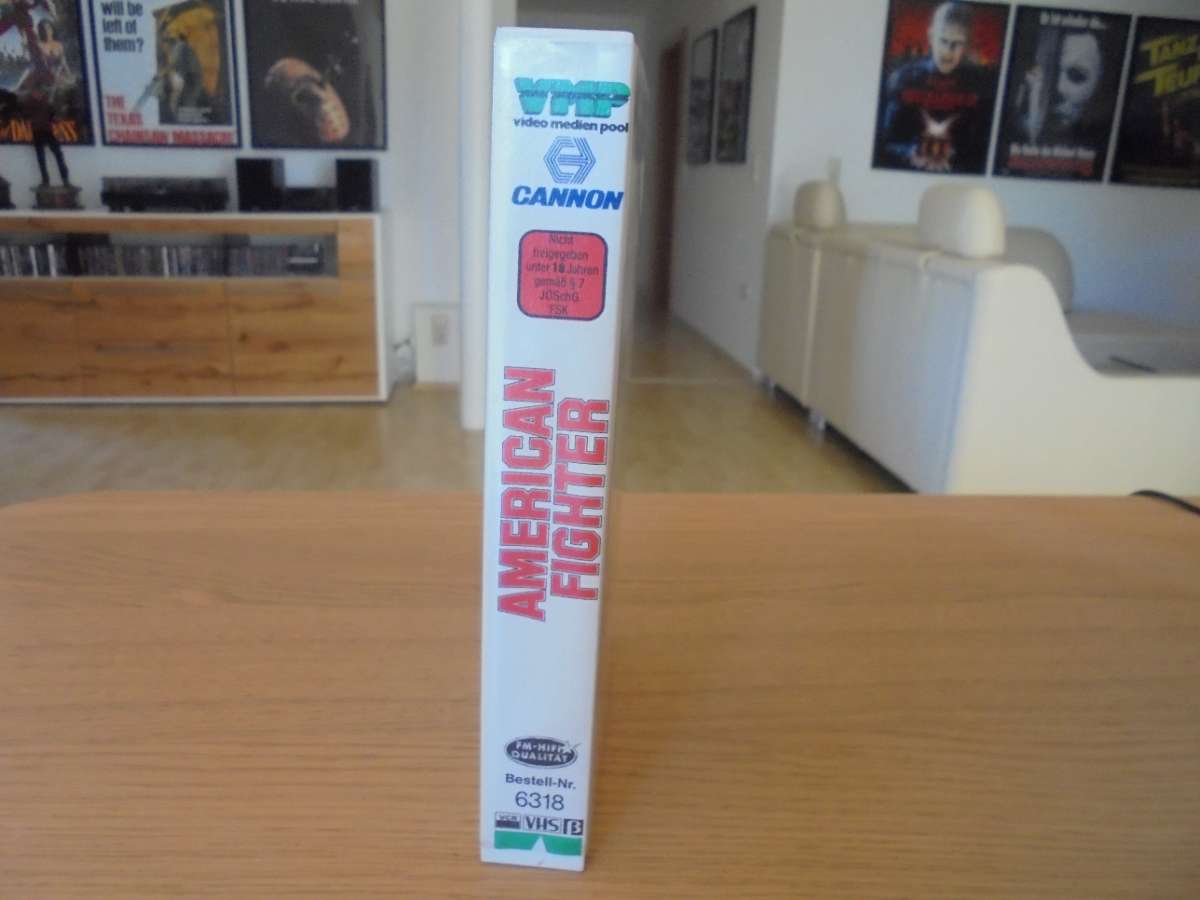 will be
left of
them?
THE
TEXAS
CHAINSAW MASSACRE
VMP
video medien pool
CANNON
Nicht
freigegeben
unter 18 Jahren
gemäß § 7
JÖSchG
FSK
AMERICAN
FIGHTER
FM-HIFI
QUALITÄT
Bestell-Nr.
6318
VCR
VHS β